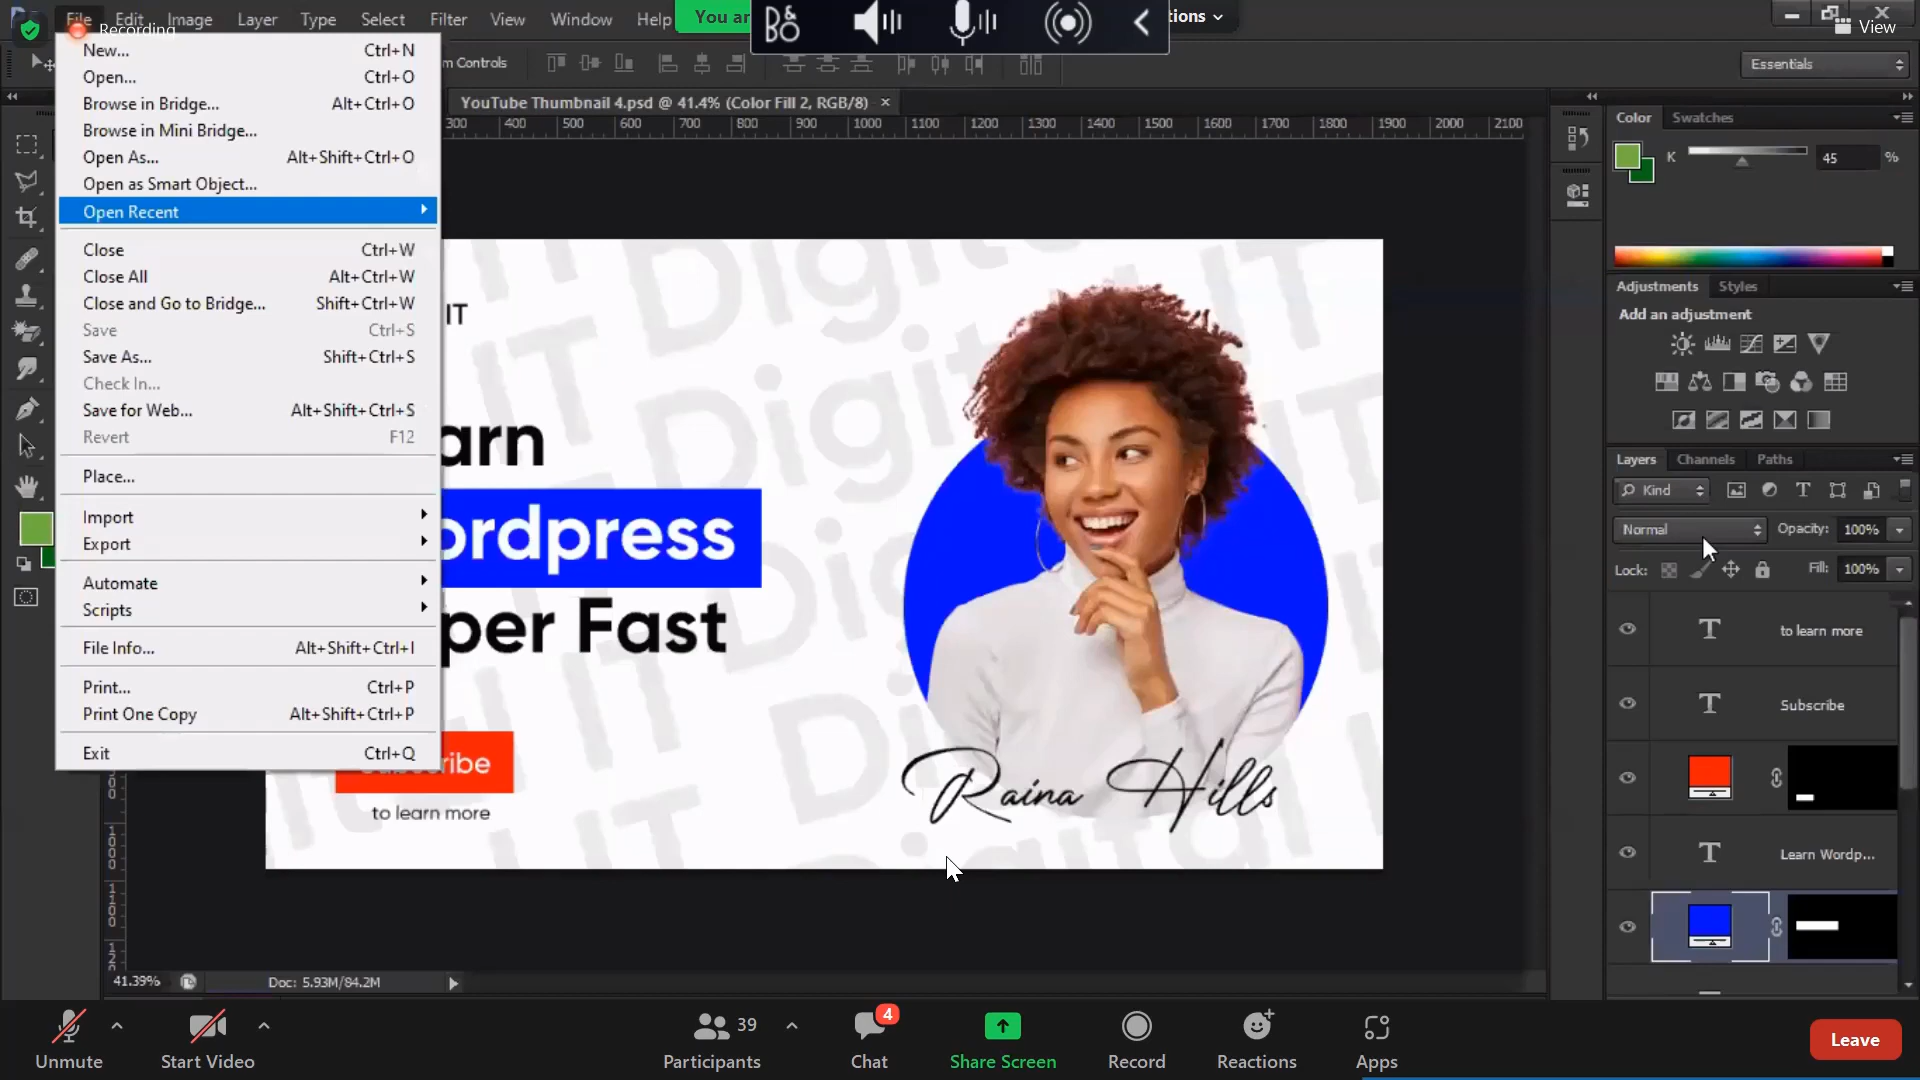 File Edit Image Layer Type Select Filter View Window Help
Recording
You ar
tions
View
m Controls
Essentials
New... Ctrl+N
Open... Ctrl+O
Browse in Bridge... Alt+Ctrl+O
Browse in Mini Bridge...
Open As... Alt+Shift+Ctrl+O
Open as Smart Object...
Open Recent
Close Ctrl+W
Close All Alt+Ctrl+W
Close and Go to Bridge... Shift+Ctrl+W
Save Ctrl+S
Save As... Shift+Ctrl+S
Check In...
Save for Web... Alt+Shift+Ctrl+S
Revert F12
Place...
Import
Export
Automate
Scripts
File Info... Alt+Shift+Ctrl+I
Print... Ctrl+P
Print One Copy Alt+Shift+Ctrl+P
Exit Ctrl+Q
YouTube Thumbnail 4.psd @ 41.4% (Color Fill 2, RGB/8) ×
300 400 500 600 700 800 900 1000 1100 1200 1300 1400 1500 1600 1700 1800 1900 2000 2100
IT
arn
ordpress
per Fast
ibe
to learn more
Raina Hills
Digital IT
41.39% Doc: 5.93M/84.2M
Color Swatches
K 45 %
Adjustments Styles
Add an adjustment
Layers Channels Paths
Kind
Normal Opacity: 100%
Lock: Fill: 100%
T to learn more
T Subscribe
T Learn Wordp...
Unmute
Start Video
39
Participants
4
Chat
Share Screen
Record
Reactions
Apps
Leave